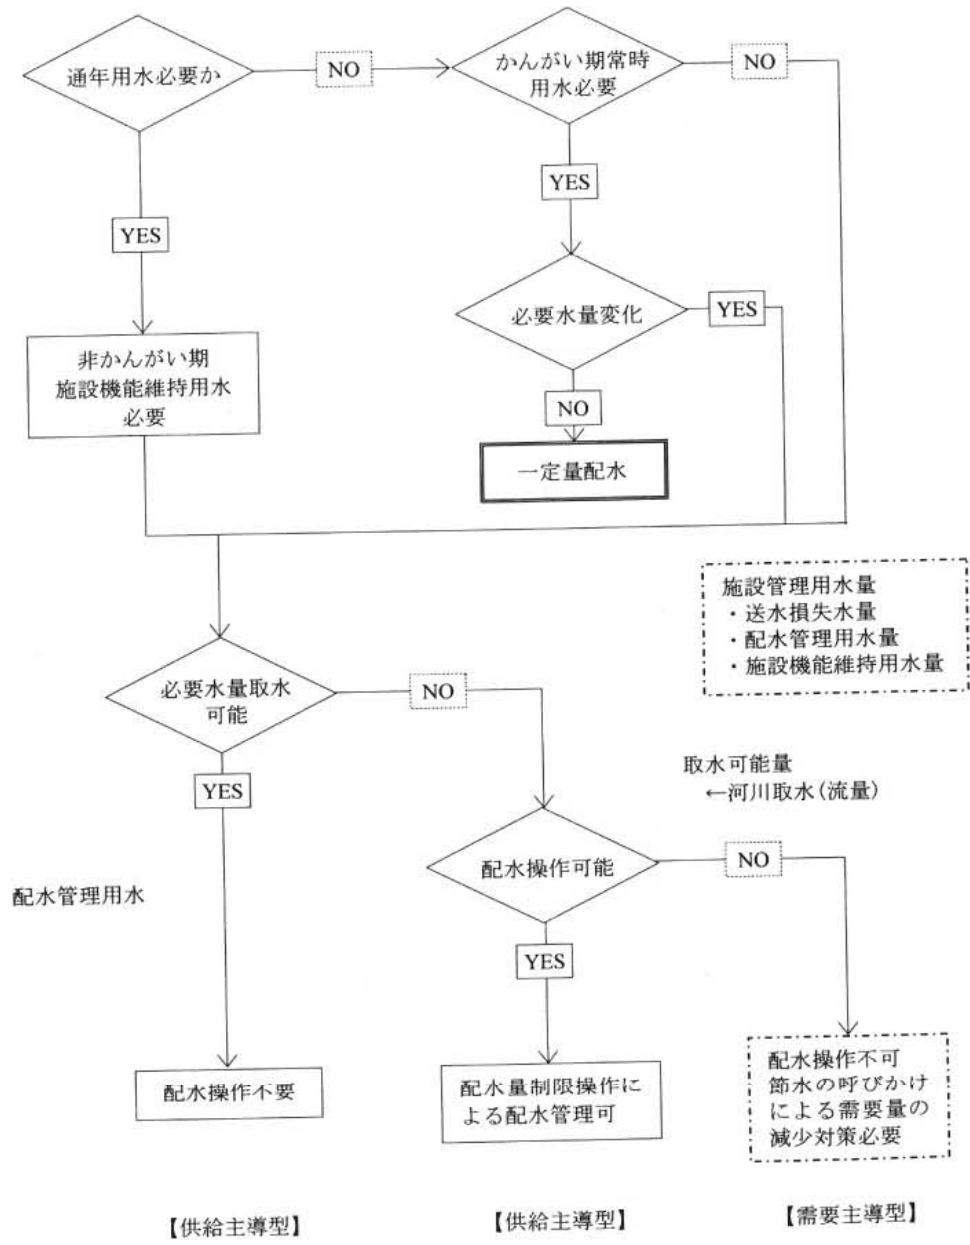 通年用水必要か
NO
かんがい期常時
用水必要
NO
YES
YES
必要水量変化
YES
非かんがい期
施設機能維持用水
必要
NO
一定量配水
施設管理用水量
・送水損失水量
・配水管理用水量
・施設機能維持用水量
必要水量取水
可能
NO
YES
取水可能量
←河川取水(流量)
配水操作可能
NO
配水管理用水
YES
配水操作不要
配水量制限操作に
よる配水管理可
配水操作不可
節水の呼びかけ
による需要量の
減少対策必要
【供給主導型】
【供給主導型】
【需要主導型】